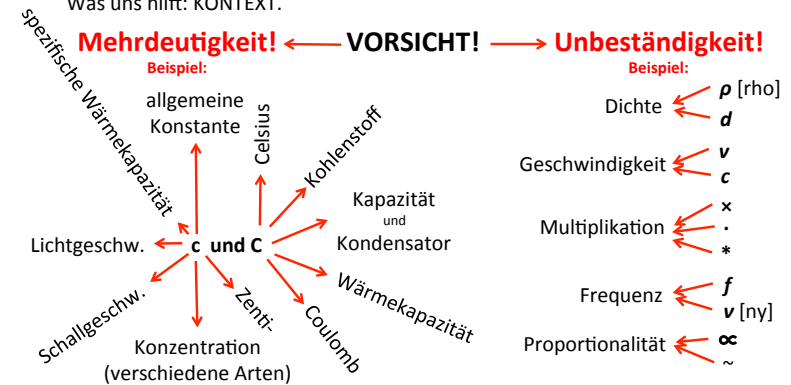 Was uns hilft: KONTEXT.
Mehrdeutigkeit! VORSICHT! Unbeständigkeit!
Beispiel:
spezifische Wärmekapazität
allgemeine
Konstante
Celsius
Kohlenstoff
Kapazität
und
Kondensator
Lichtgeschw.
c und C
Schallgeschw.
Zenti-
Coulomb
Wärmekapazität
Konzentration
(verschiedene Arten)
Beispiel:
Dichte
ρ [rho]
d
Geschwindigkeit
v
c
Multiplikation
×
·
*
Frequenz
f
ν [ny]
Proportionalität
∝
~